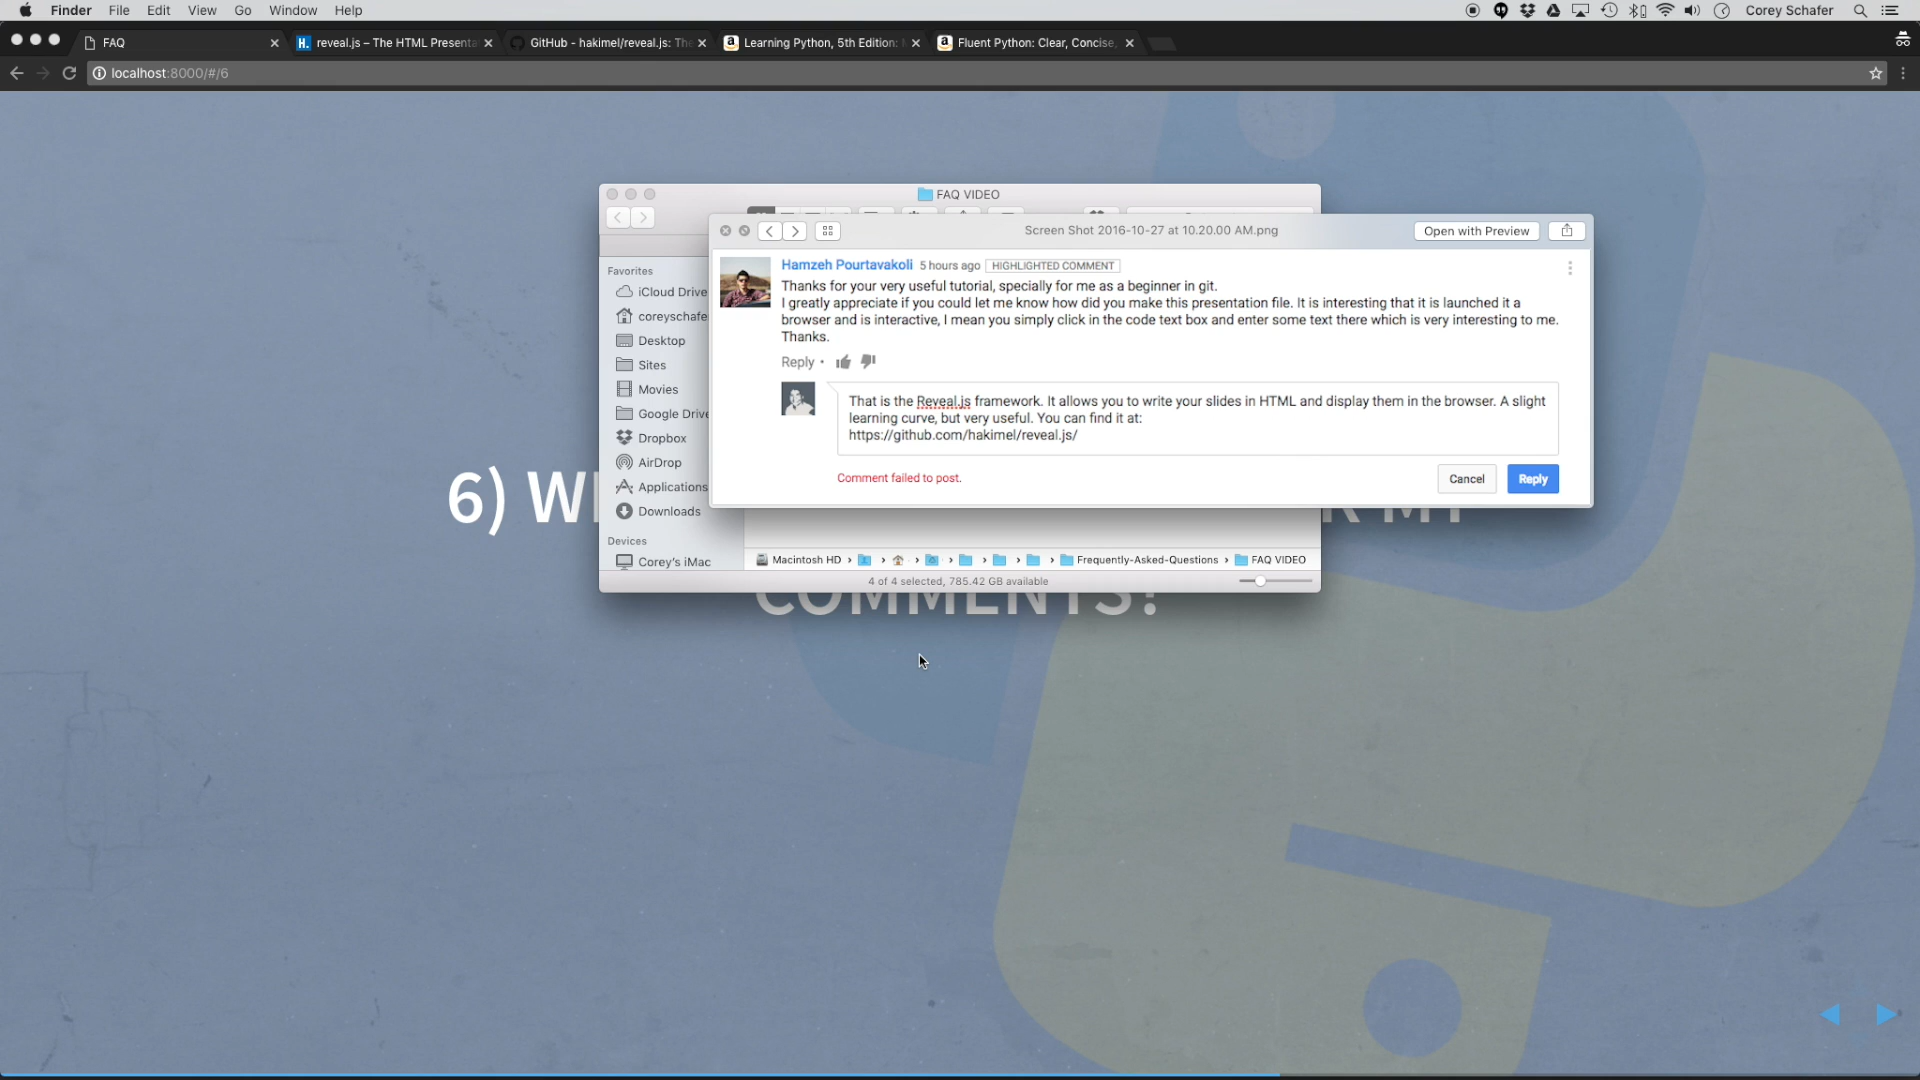 Finder File Edit View Go Window Help Corey Schafer
FAQ reveal.js – The HTML Presenta GitHub - hakimel/reveal.js: The Learning Python, 5th Edition: Fluent Python: Clear, Concise,
localhost:8000/#/6
FAQ VIDEO
Screen Shot 2016-10-27 at 10.20.00 AM.png Open with Preview
Favorites
iCloud Drive
coreyschafe
Desktop
Sites
Movies
Google Drive
Dropbox
AirDrop
Applications
Downloads
Devices
Corey's iMac
Hamzeh Pourtavakoli 5 hours ago HIGHLIGHTED COMMENT
Thanks for your very useful tutorial, specially for me as a beginner in git.
I greatly appreciate if you could let me know how did you make this presentation file. It is interesting that it is launched it a
browser and is interactive, I mean you simply click in the code text box and enter some text there which is very interesting to me.
Thanks.
Reply •
That is the Reveal.js framework. It allows you to write your slides in HTML and display them in the browser. A slight
learning curve, but very useful. You can find it at:
https://github.com/hakimel/reveal.js/
Comment failed to post. Cancel Reply
6) W MY
COMMENTS?
Macintosh HD › › › › › › › Frequently-Asked-Questions › FAQ VIDEO
4 of 4 selected, 785.42 GB available